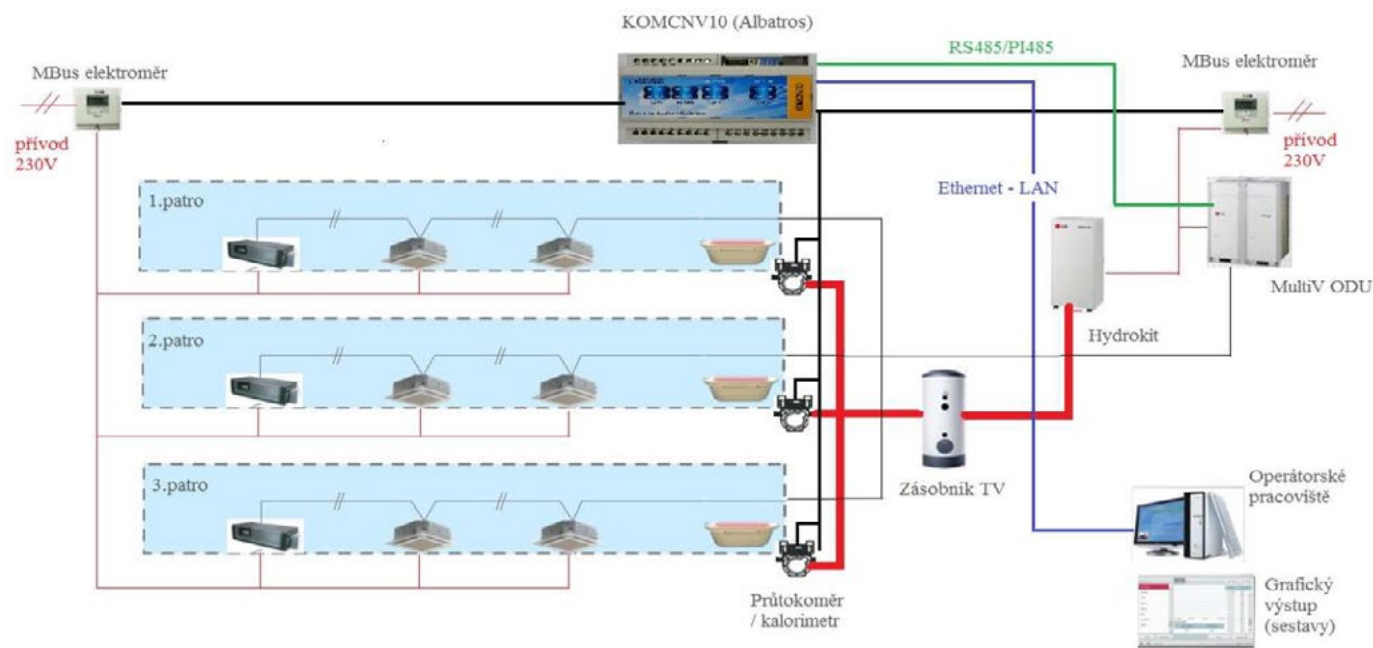 KOMCNV10 (Albatros)
RS485/PI485
MBus elektroměr
MBus elektroměr
přívod
230V
přívod
230V
Ethernet - LAN
1.patro
MultiV ODU
Hydrokit
2.patro
Zásobník TV
3.patro
Operátorské
pracoviště
Průtokoměr
/ kalorimetr
Grafický
výstup
(sestavy)